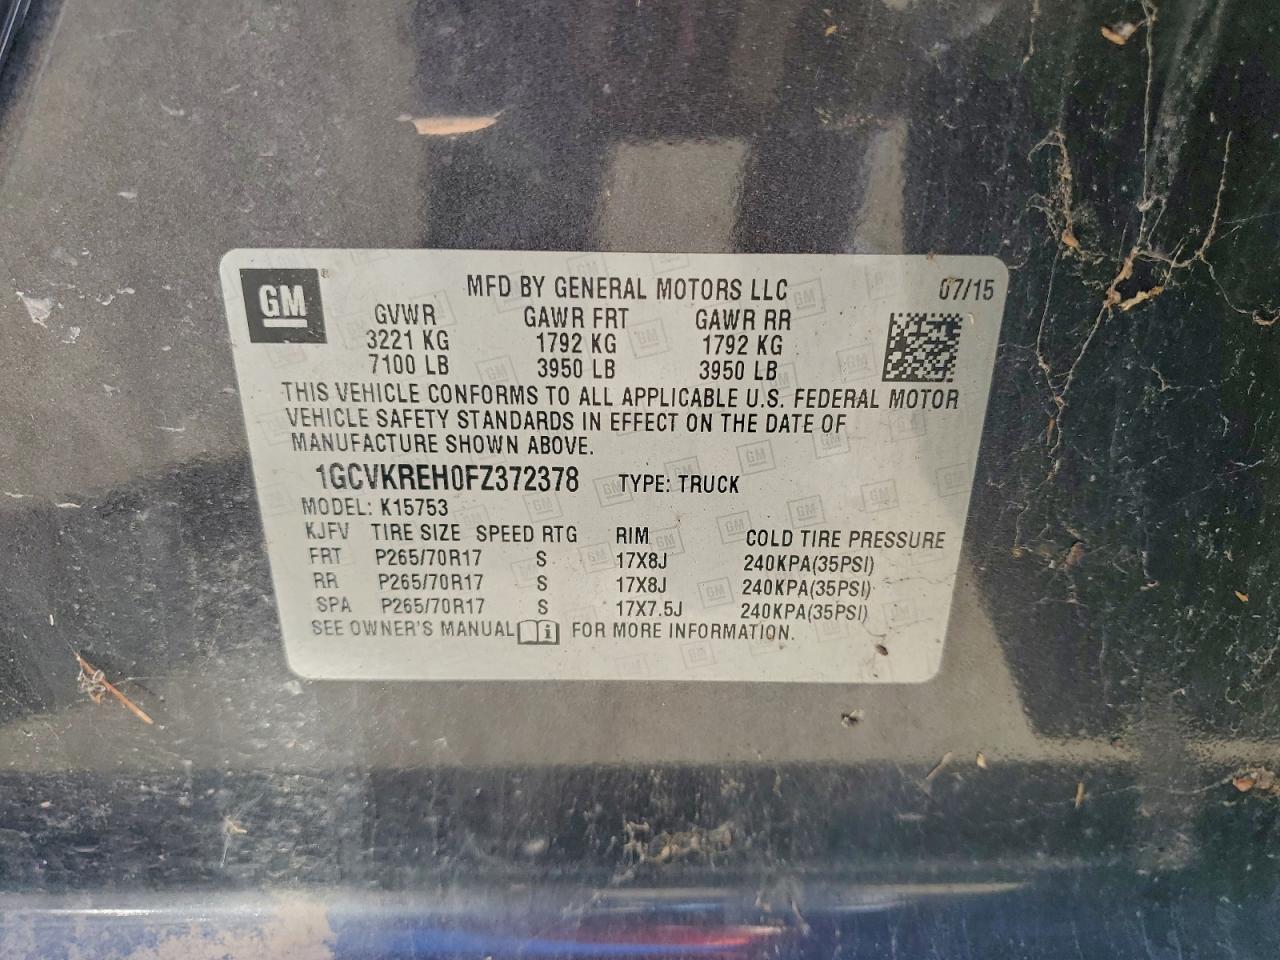 GM ®
MFD BY GENERAL MOTORS LLC 07/15
GVWR GAWR FRT GAWR RR
3221 KG 1792 KG 1792 KG
7100 LB 3950 LB 3950 LB
THIS VEHICLE CONFORMS TO ALL APPLICABLE U.S. FEDERAL MOTOR
VEHICLE SAFETY STANDARDS IN EFFECT ON THE DATE OF
MANUFACTURE SHOWN ABOVE.
1GCVKREH0FZ372378 TYPE: TRUCK
MODEL: K15753
KJFV TIRE SIZE SPEED RTG RIM COLD TIRE PRESSURE
FRT P265/70R17 S 17X8J 240KPA(35PSI)
RR P265/70R17 S 17X8J 240KPA(35PSI)
SPA P265/70R17 S 17X7.5J 240KPA(35PSI)
SEE OWNER'S MANUAL i FOR MORE INFORMATION.